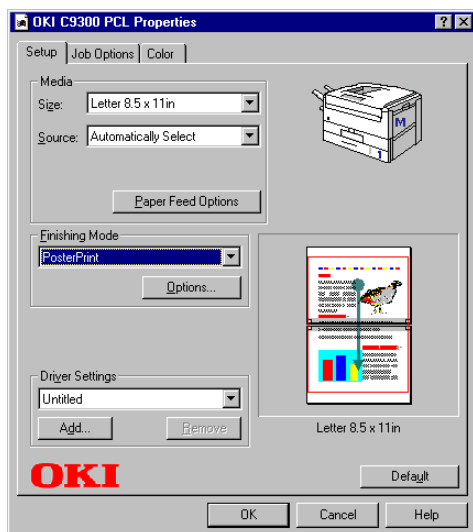 OKI C9300 PCL Properties
Setup Job Options Color
Media
Size: Letter 8.5 x 11in
Source: Automatically Select
Paper Feed Options
M
1
Finishing Mode
PosterPrint
Options...
Driver Settings
Untitled
Add... Remove
Letter 8.5 x 11in
OKI
Default
OK Cancel Help